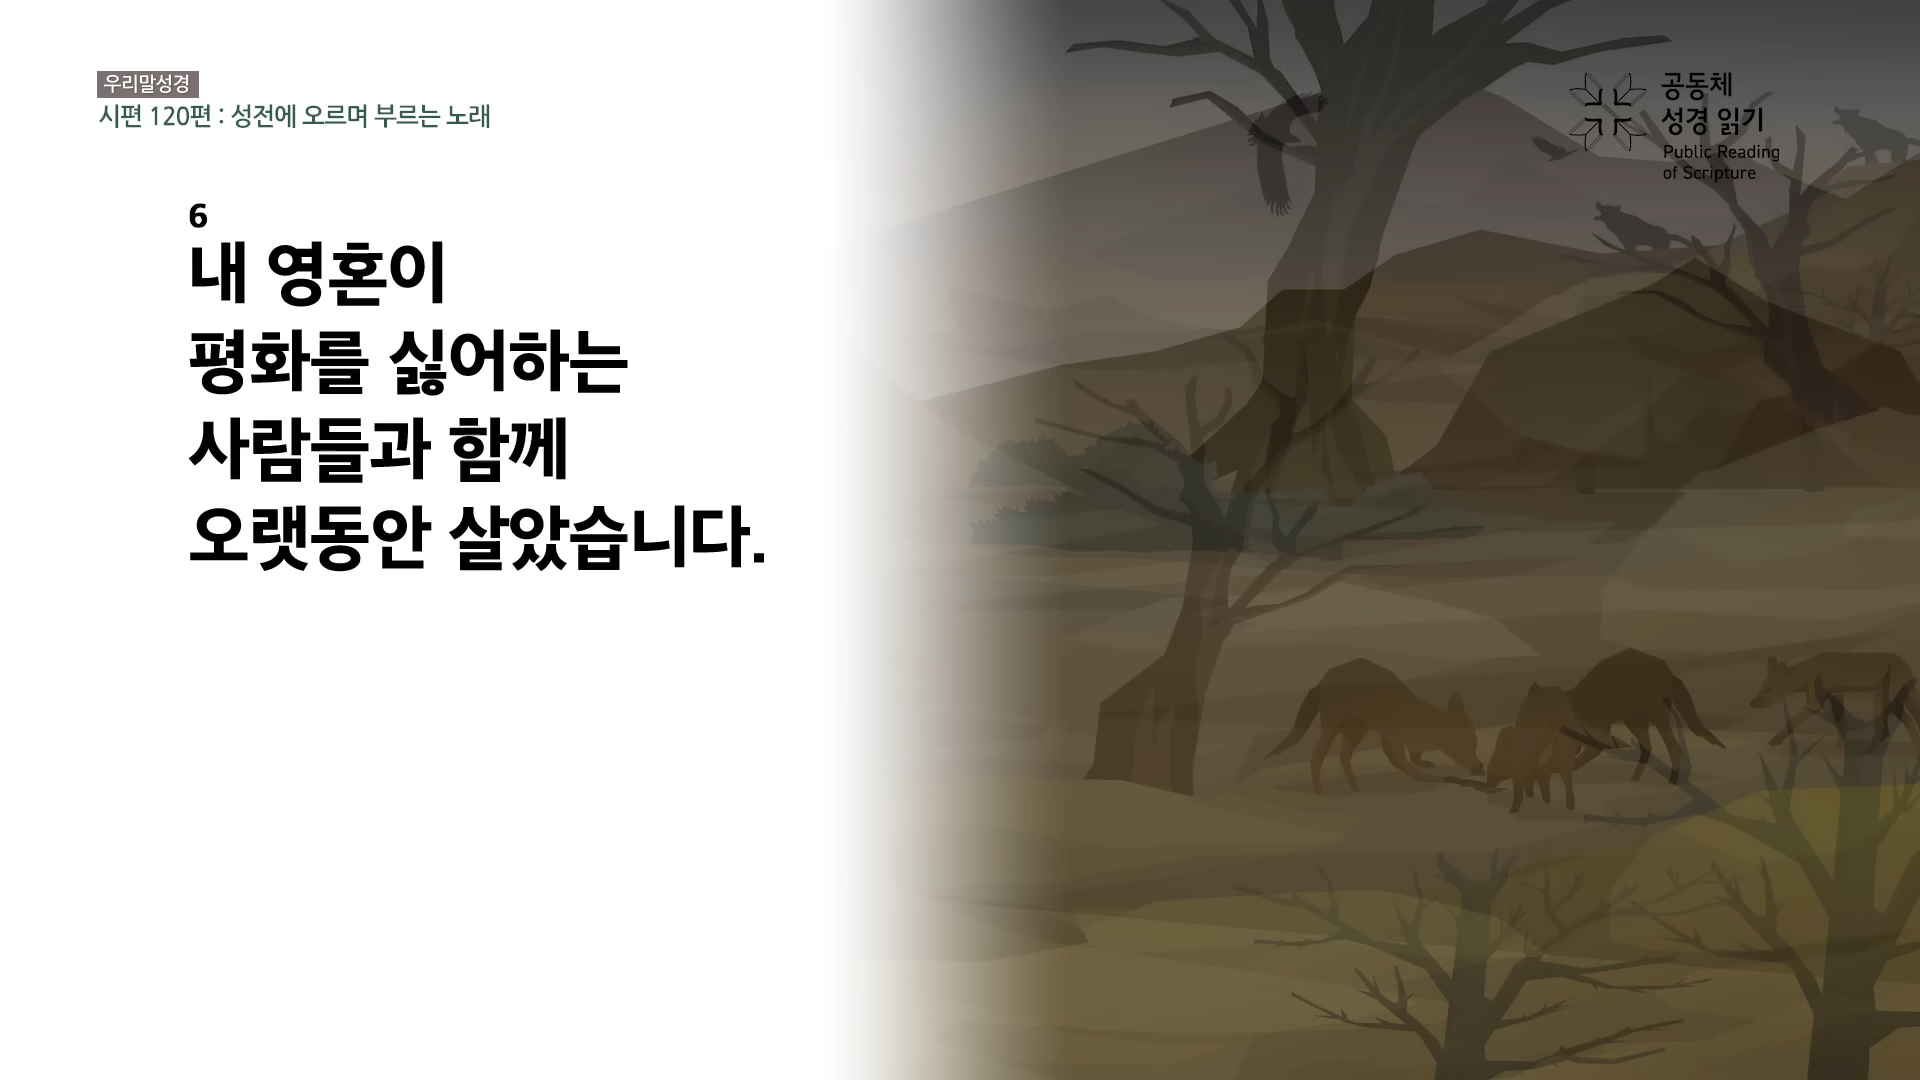 우리말성경
시편 120편 : 성전에 오르며 부르는 노래
6
내 영혼이
평화를 싫어하는
사람들과 함께
오랫동안 살았습니다.
공동체
성경 읽기
Public Reading
of Scripture